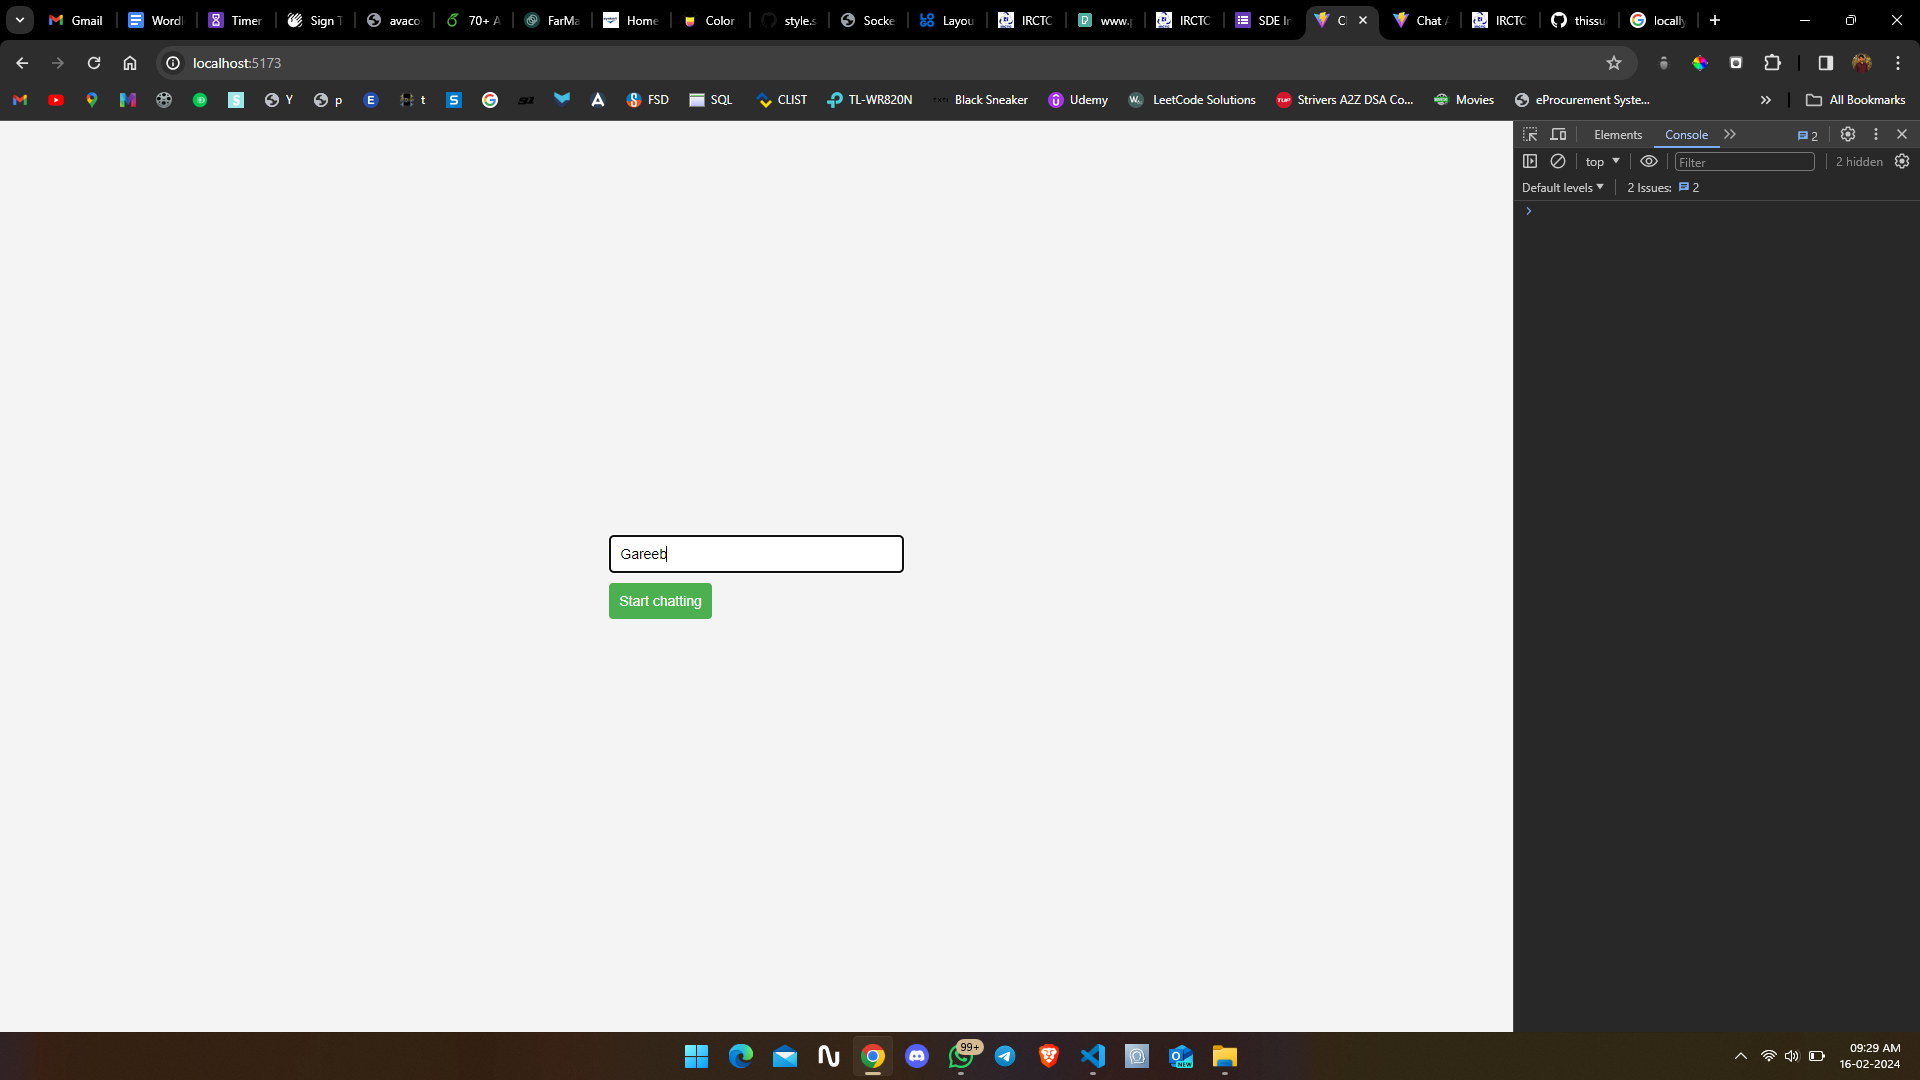 Gmail Wordl Timer Sign T avaco 70+ A FarMa Home Color style.s Socke Layou IRCTC www.p IRCTC SDE In Cl Chat A IRCTC thissu locally
localhost:5173
Y p E t S FSD SQL CLIST TL-WR820N Black Sneaker Udemy LeetCode Solutions Strivers A2Z DSA Co... Movies eProcurement Syste... All Bookmarks
Elements Console 2
top Filter 2 hidden
Default levels 2 Issues: 2
Gareeb
Start chatting
99+
09:29 AM
16-02-2024